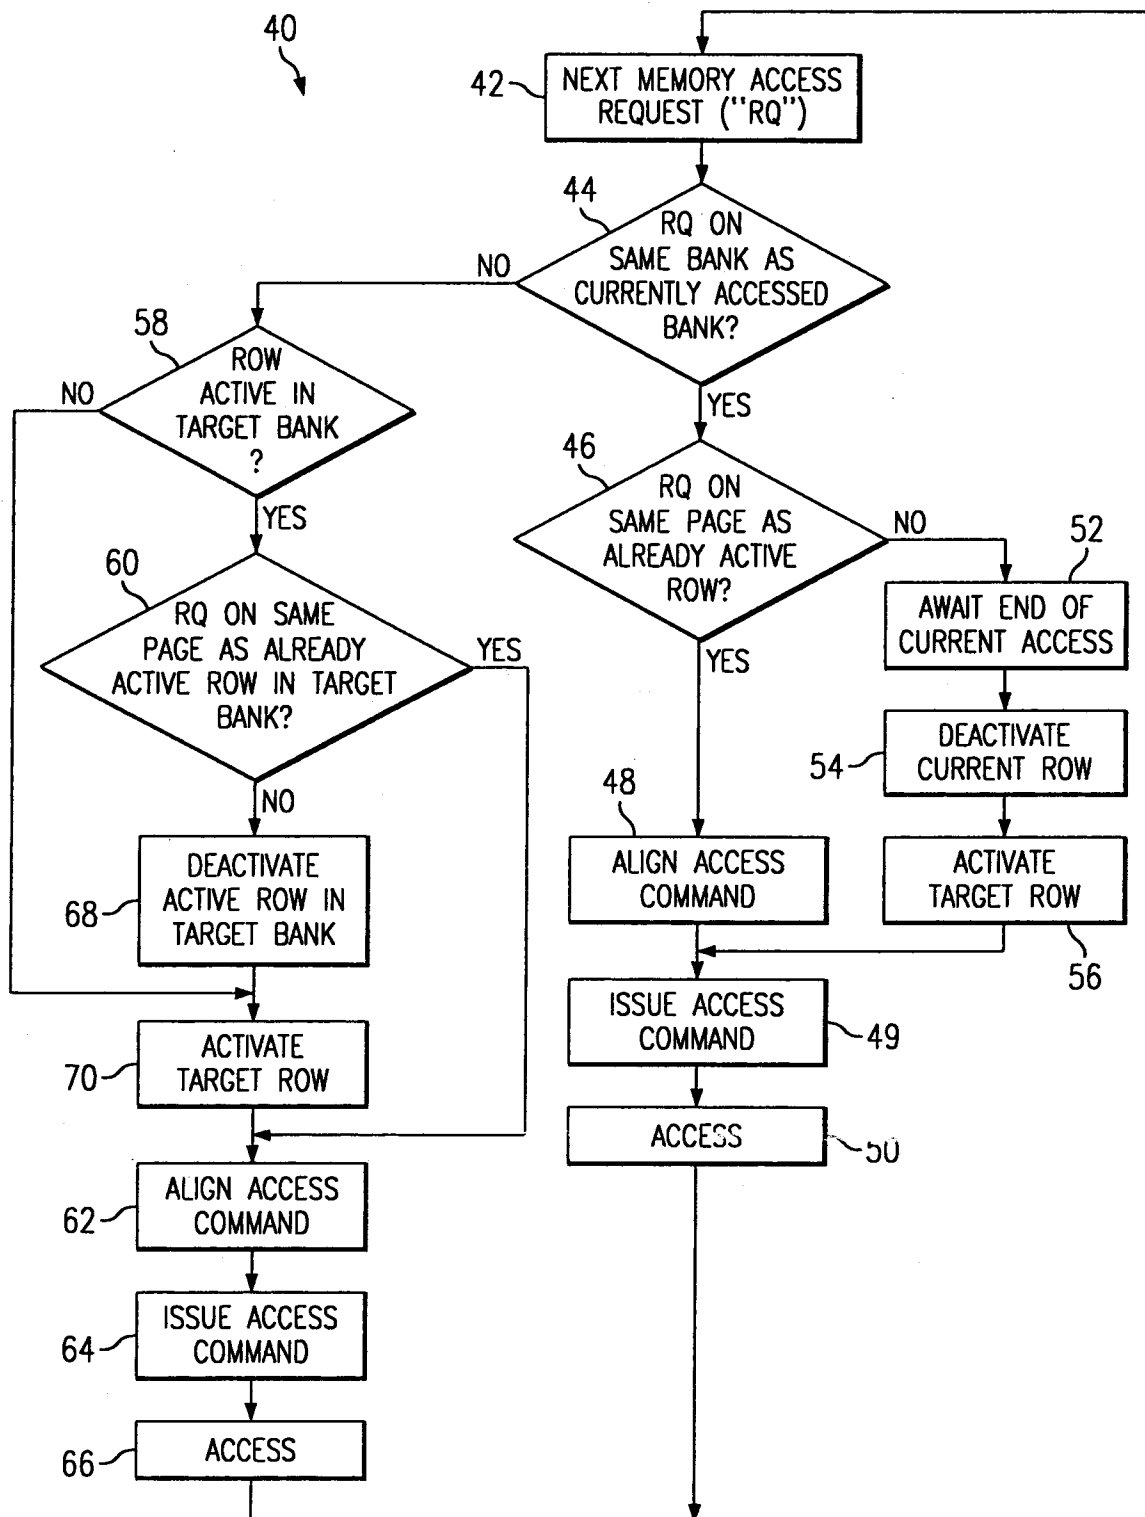 40
42
NEXT MEMORY ACCESS
REQUEST ("RQ")
44
RQ ON
SAME BANK AS
CURRENTLY ACCESSED
BANK?
NO
YES
58
ROW
ACTIVE IN
TARGET BANK
?
NO
YES
46
RQ ON
SAME PAGE AS
ALREADY ACTIVE
ROW?
NO
YES
52
AWAIT END OF
CURRENT ACCESS
60
RQ ON SAME
PAGE AS ALREADY
ACTIVE ROW IN TARGET
BANK?
YES
NO
54
DEACTIVATE
CURRENT ROW
48
ALIGN ACCESS
COMMAND
ACTIVATE
TARGET ROW
56
68
DEACTIVATE
ACTIVE ROW IN
TARGET BANK
ISSUE ACCESS
COMMAND
49
70
ACTIVATE
TARGET ROW
ACCESS
50
62
ALIGN ACCESS
COMMAND
64
ISSUE ACCESS
COMMAND
66
ACCESS